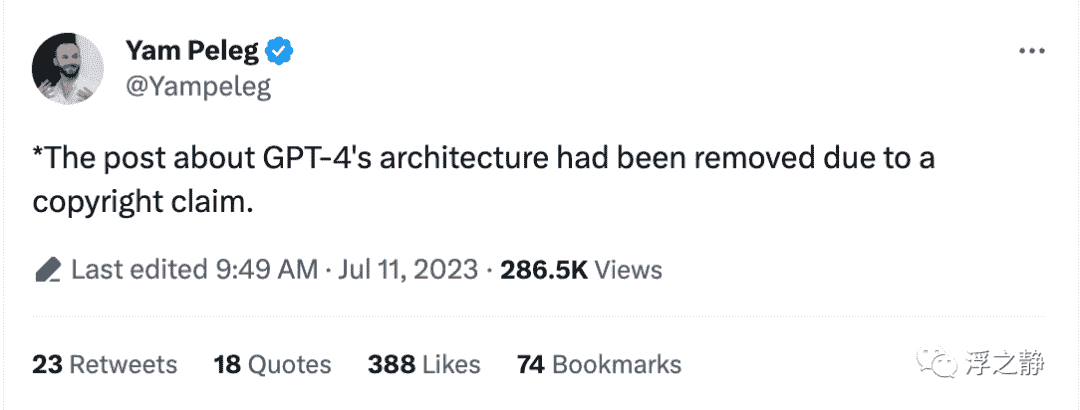 Yam Peleg
@Yampeleg
*The post about GPT-4's architecture had been removed due to a
copyright claim.
Last edited 9:49 AM · Jul 11, 2023 · 286.5K Views
23 Retweets 18 Quotes 388 Likes 74 Bookmarks
浮之静